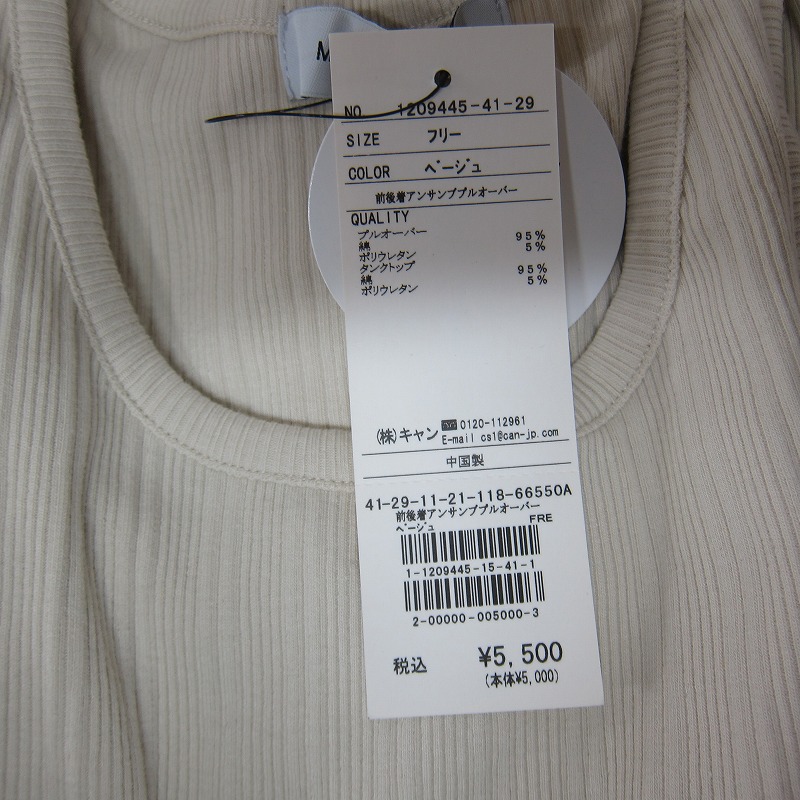 M
NO 1209445-41-29
SIZE フリー
COLOR ベージュ
前後着アンサンブプルオーバー
QUALITY
プルオーバー
綿 95%
ポリウレタン 5%
タンクトップ
綿 95%
ポリウレタン 5%
(株)キャン 0120-112961
E-mail cs1@can-jp.com
中国製
41-29-11-21-118-66550A
前後着アンサンブプルオーバー
ベージュ FRE
1-1209445-15-41-1
2-00000-005000-3
税込 ¥5,500
(本体¥5,000)